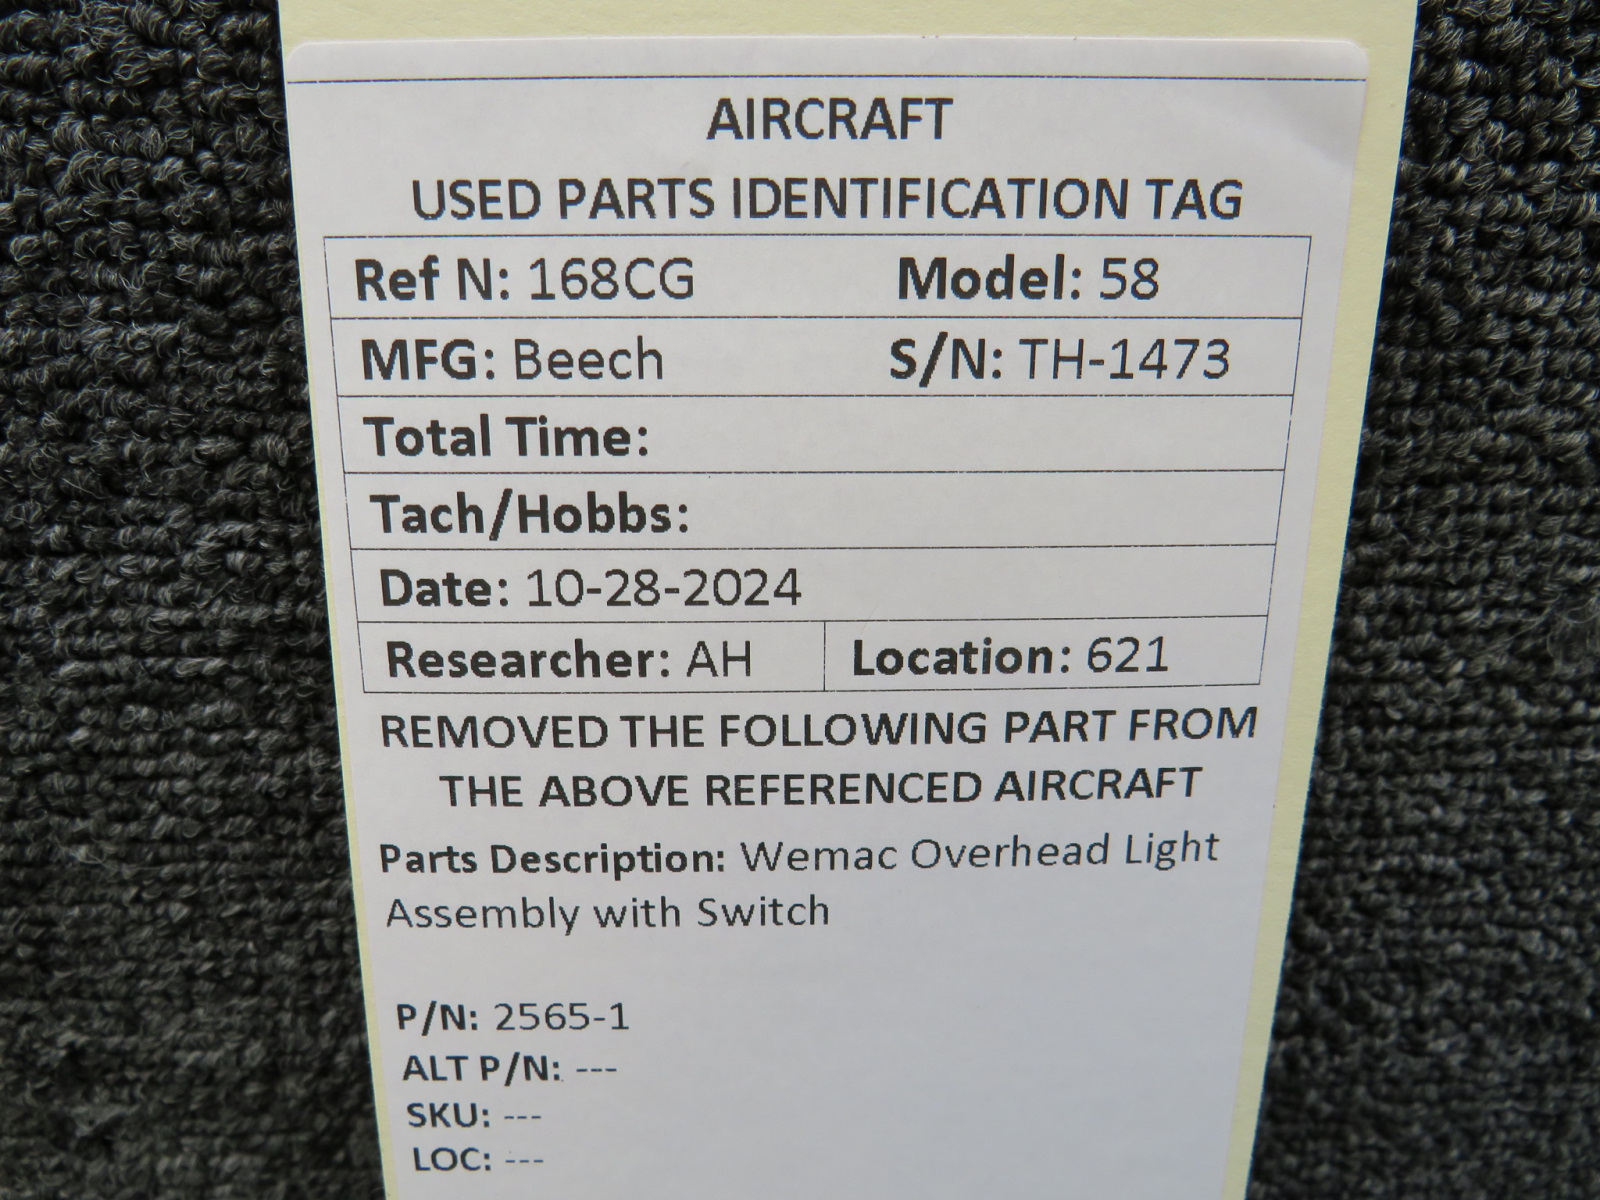 AIRCRAFT
USED PARTS IDENTIFICATION TAG
Ref N: 168CG Model: 58
MFG: Beech S/N: TH-1473
Total Time:
Tach/Hobbs:
Date: 10-28-2024
Researcher: AH Location: 621
REMOVED THE FOLLOWING PART FROM
THE ABOVE REFERENCED AIRCRAFT
Parts Description: Wemac Overhead Light
Assembly with Switch
P/N: 2565-1
ALT P/N: ---
SKU: ---
LOC: ---